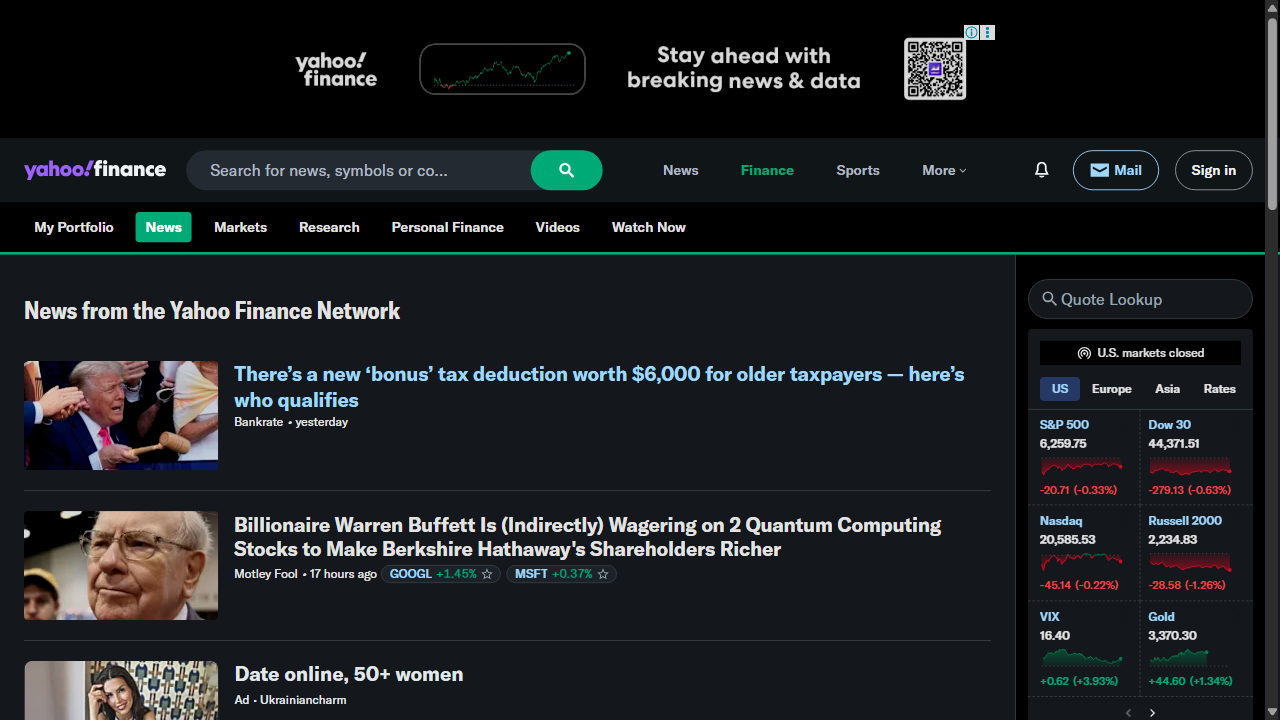 yahoo!
finance
Stay ahead with
breaking news & data
yahoo!finance
Search for news, symbols or co...
News
Finance
Sports
More
Mail
Sign in
My Portfolio
News
Markets
Research
Personal Finance
Videos
Watch Now
News from the Yahoo Finance Network
There's a new 'bonus' tax deduction worth $6,000 for older taxpayers — here's
who qualifies
Bankrate • yesterday
Billionaire Warren Buffett Is (Indirectly) Wagering on 2 Quantum Computing
Stocks to Make Berkshire Hathaway's Shareholders Richer
Motley Fool • 17 hours ago GOOGL +1.45% MSFT +0.37%
Date online, 50+ women
Ad • Ukrainiancharm
Quote Lookup
U.S. markets closed
US
Europe
Asia
Rates
S&P 500
6,259.75
-20.71 (-0.33%)
Dow 30
44,371.51
-279.13 (-0.63%)
Nasdaq
20,585.53
-45.14 (-0.22%)
Russell 2000
2,234.83
-28.58 (-1.26%)
VIX
16.40
+0.62 (+3.93%)
Gold
3,370.30
+44.60 (+1.34%)